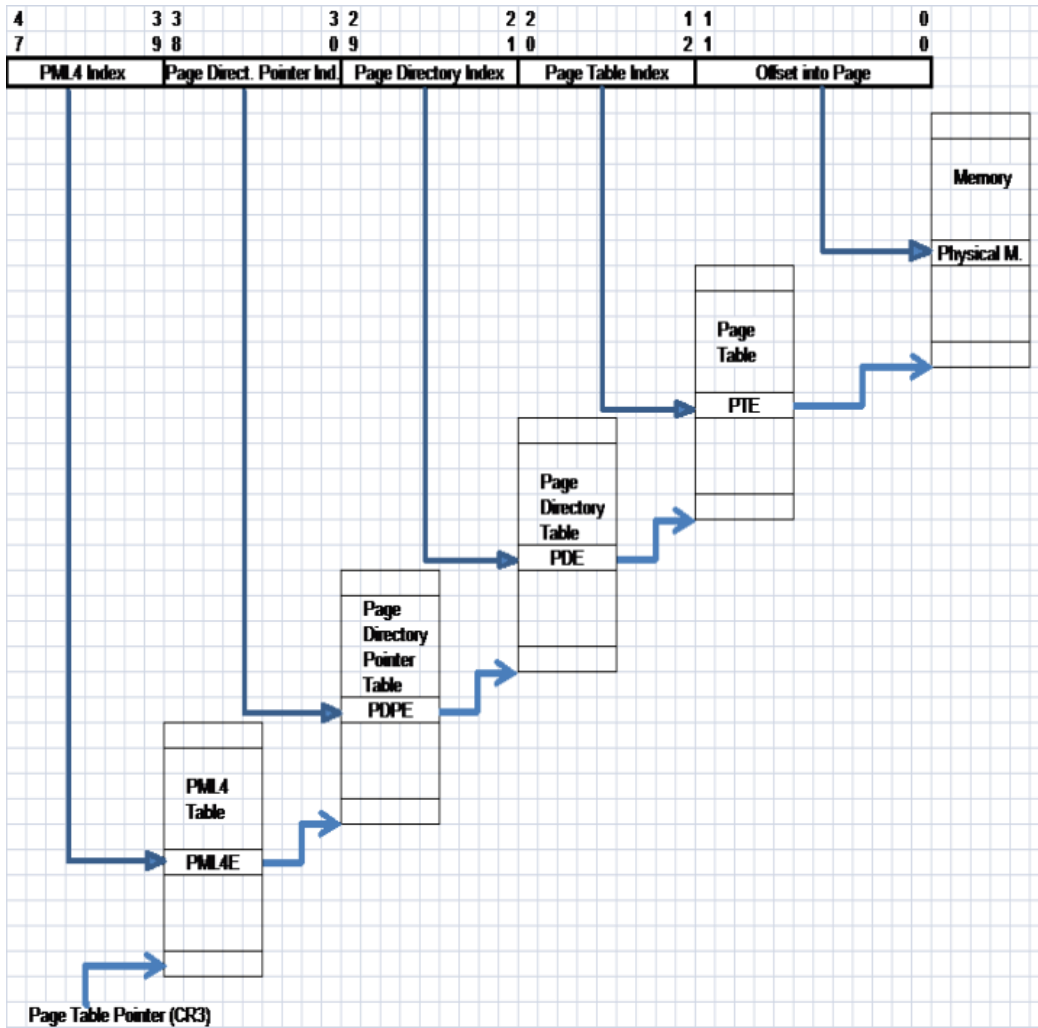 4 3 3 3 2 2 2 1 1 0
7 9 8 0 9 1 0 2 1 0
PML4 Index Page Direct. Pointer Ind. Page Directory Index Page Table Index Offset into Page
Memory
Physical M.
Page
Table
PTE
Page
Directory
Table
PDE
Page
Directory
Pointer
Table
PDPE
PML4
Table
PML4E
Page Table Pointer (CR3)